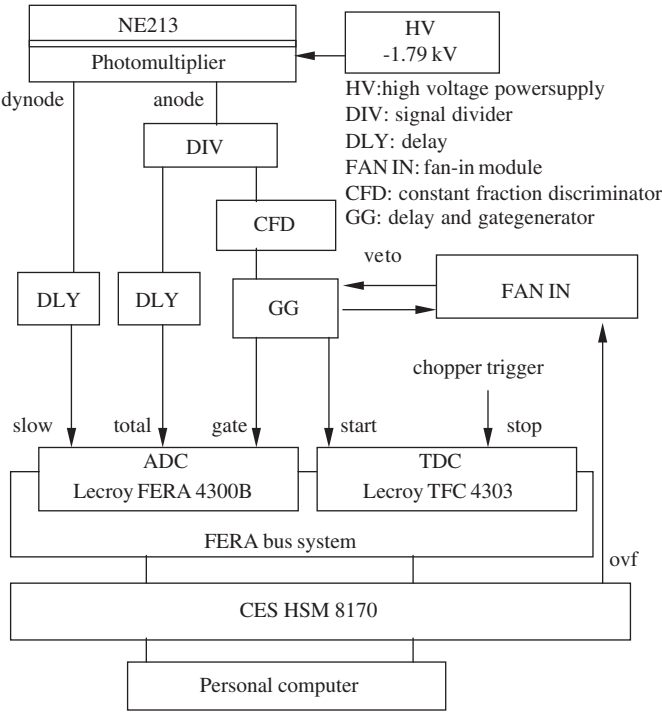 NE213
Photomultiplier
HV
-1.79 kV
HV:high voltage powersupply
DIV: signal divider
DLY: delay
FAN IN: fan-in module
CFD: constant fraction discriminator
GG: delay and gategenerator
dynode
anode
DIV
CFD
veto
DLY
DLY
GG
FAN IN
chopper trigger
slow
total
gate
start
stop
ADC
Lecroy FERA 4300B
TDC
Lecroy TFC 4303
FERA bus system
ovf
CES HSM 8170
Personal computer